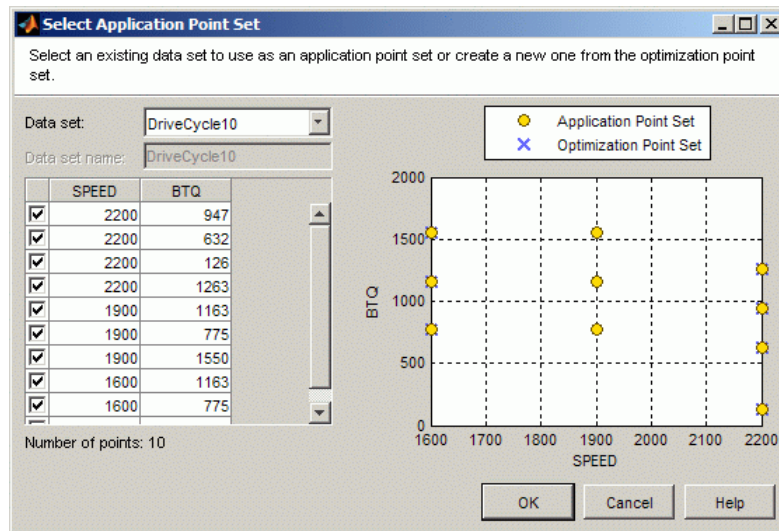 Select Application Point Set
Select an existing data set to use as an application point set or create a new one from the optimization point
set.
Data set: DriveCycle10
Data set name: DriveCycle10
SPEED BTQ
2200 947
2200 632
2200 126
2200 1263
1900 1163
1900 775
1900 1550
1600 1163
1600 775
Number of points: 10
Application Point Set
Optimization Point Set
2000
1500
1000
500
0
BTQ
1600 1700 1800 1900 2000 2100 2200
SPEED
OK Cancel Help